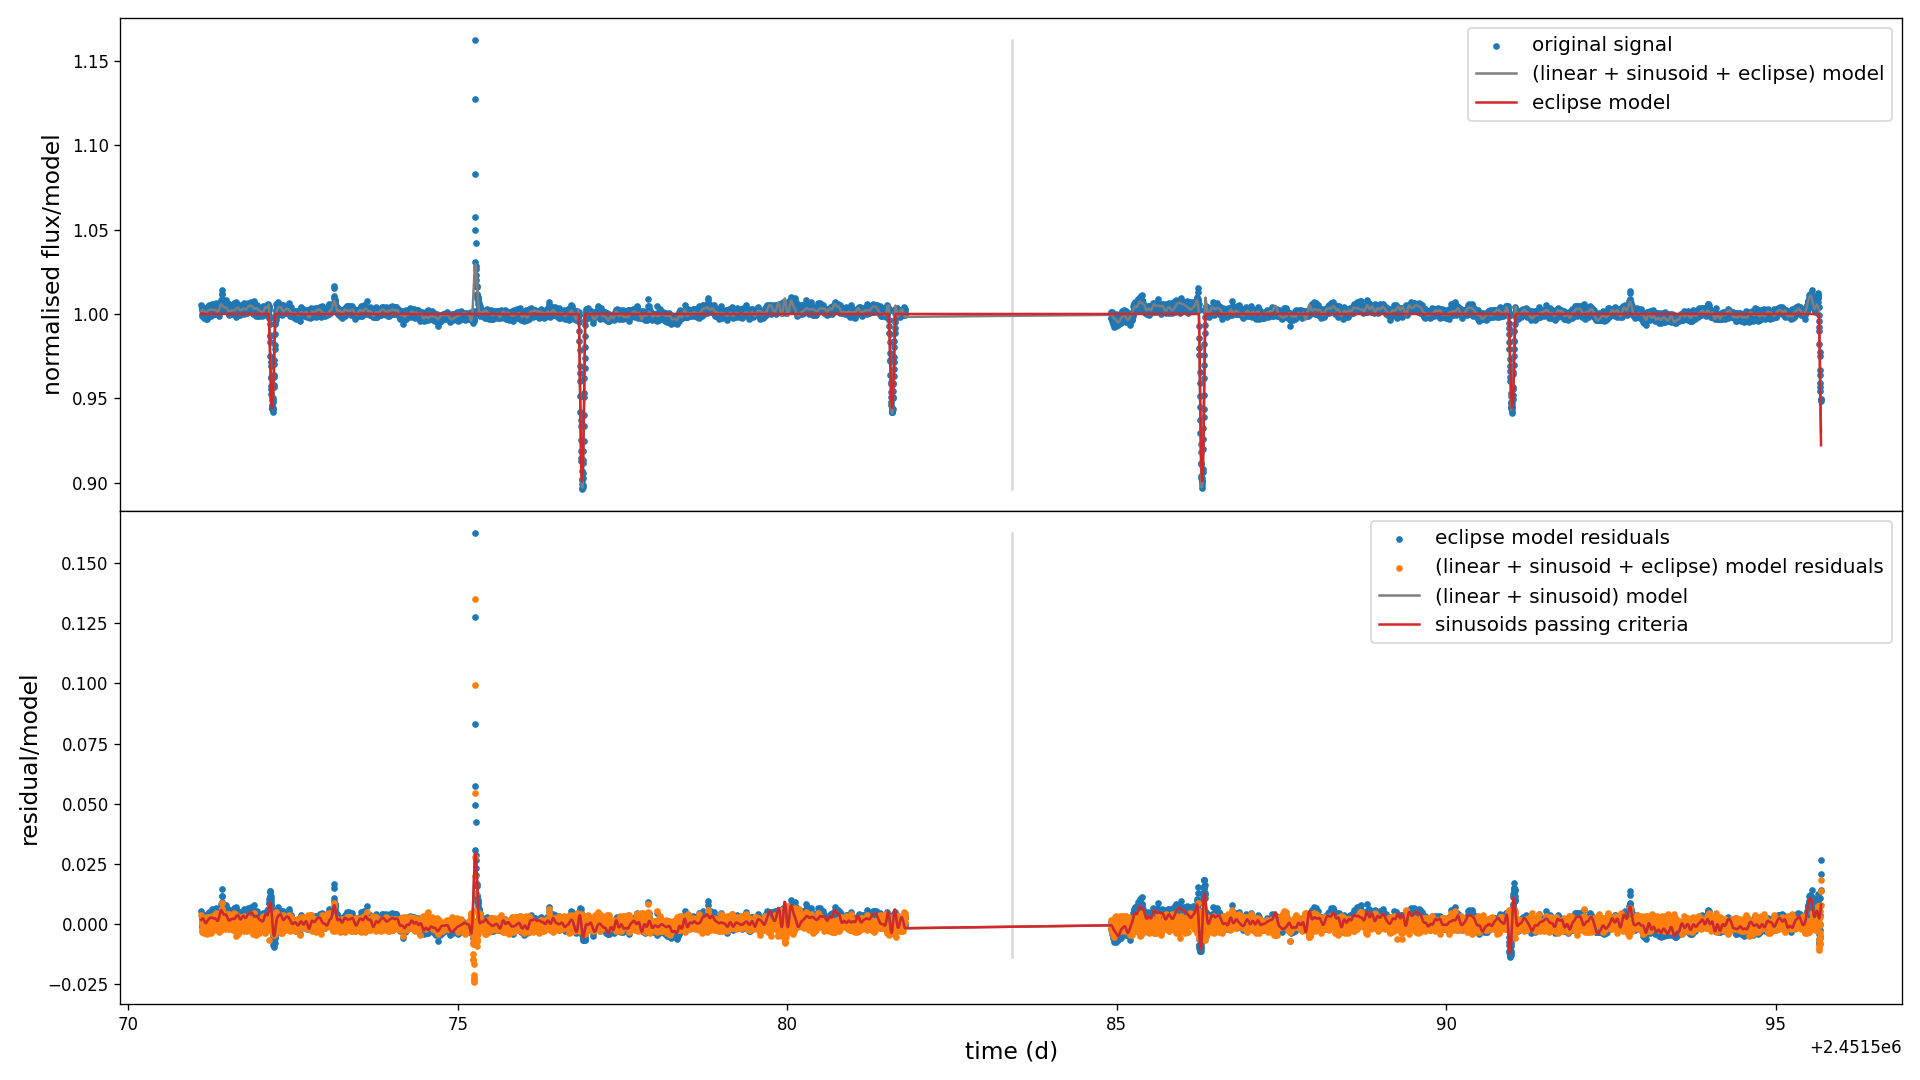 original signal
(linear + sinusoid + eclipse) model
eclipse model
normalised flux/model
1.15
1.10
1.05
1.00
0.95
0.90
eclipse model residuals
(linear + sinusoid + eclipse) model residuals
(linear + sinusoid) model
sinusoids passing criteria
residual/model
0.150
0.125
0.100
0.075
0.050
0.025
0.000
−0.025
70 75 80 85 90 95
time (d)
+2.4515e6